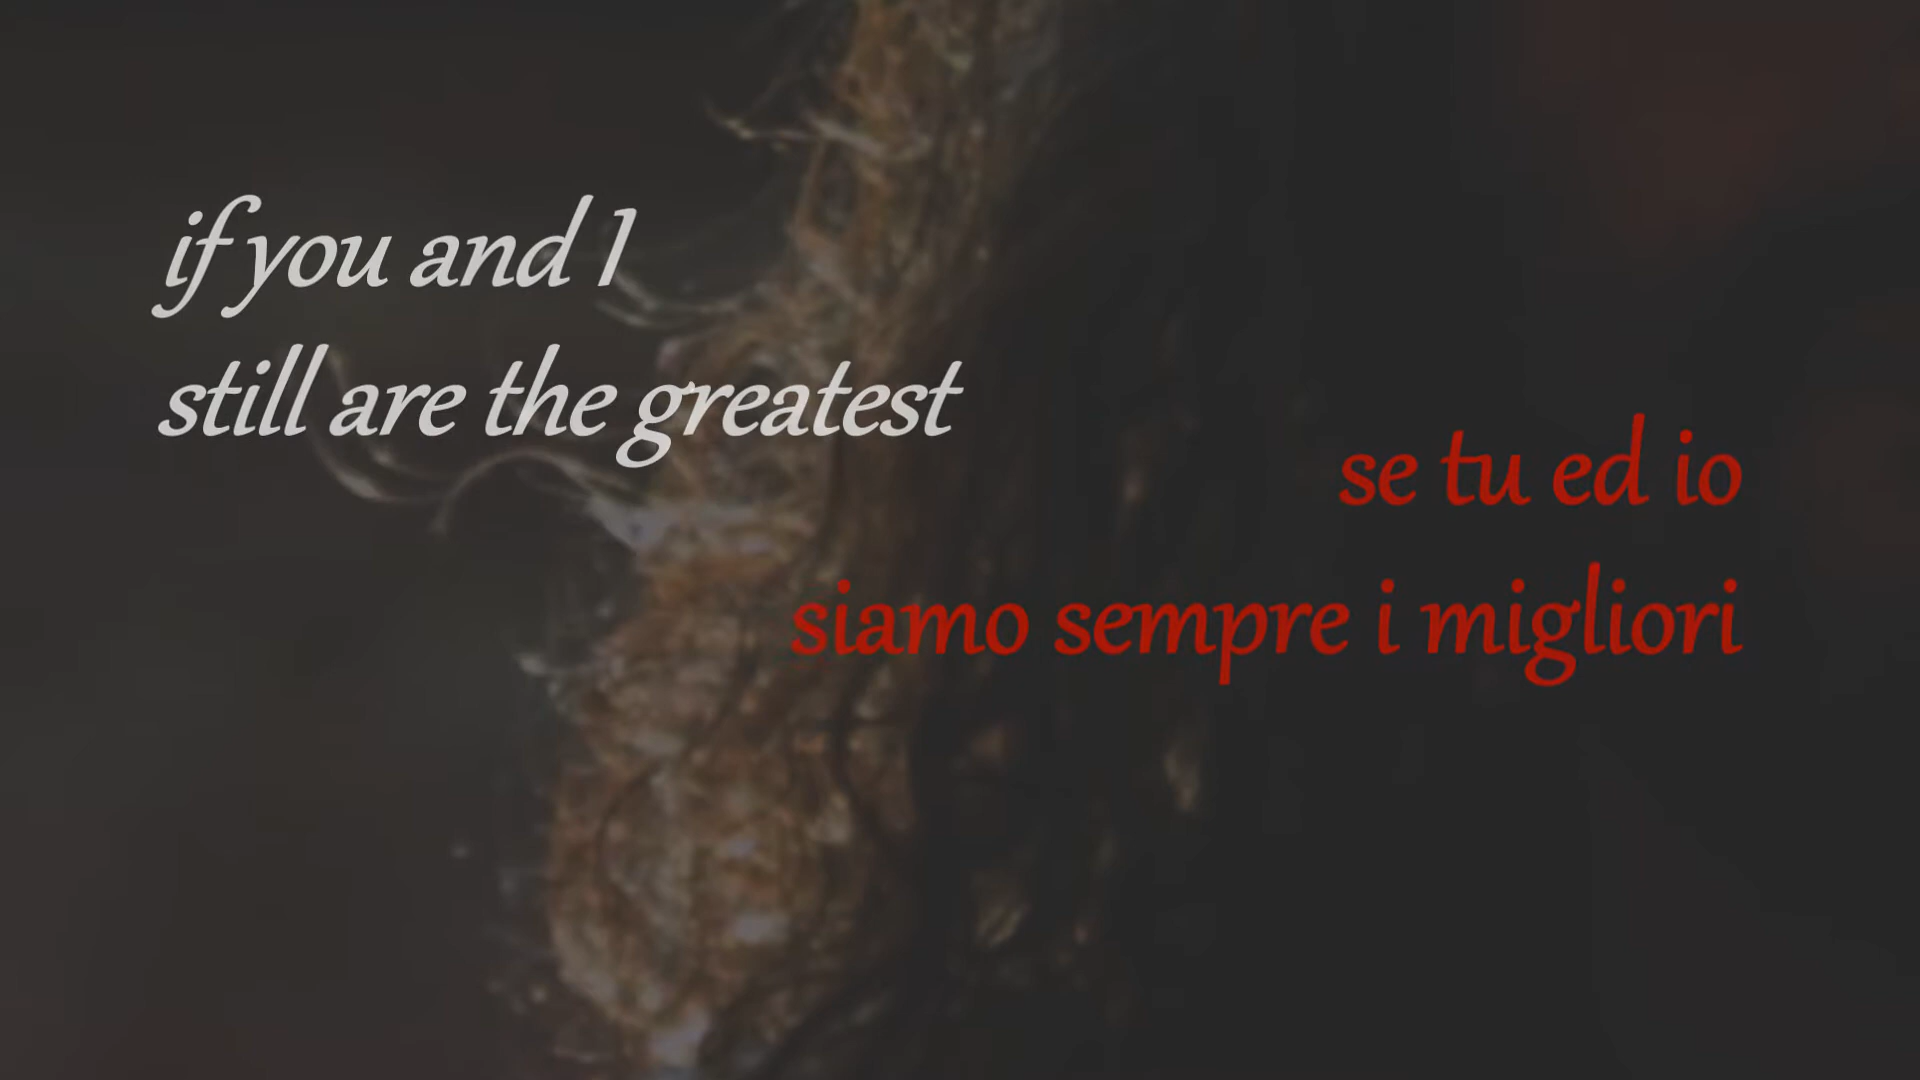 if you and I
still are the greatest
se tu ed io
siamo sempre i migliori